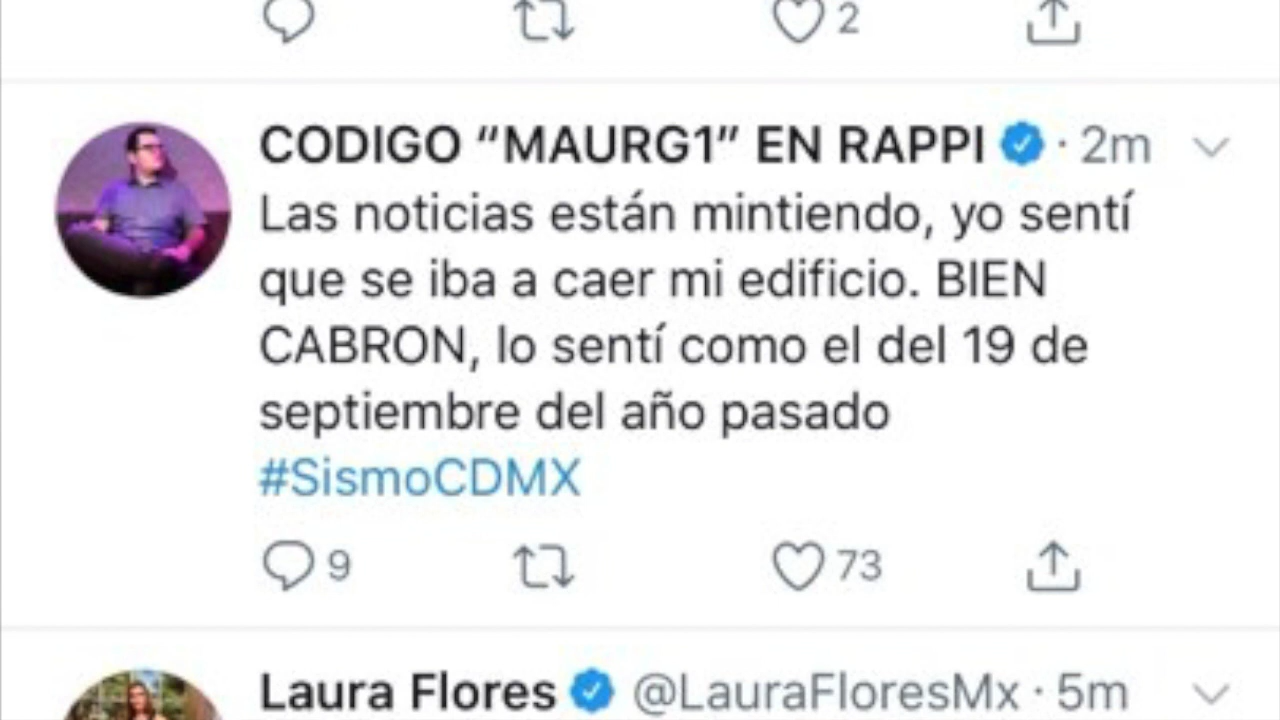 2
CODIGO “MAURG1” EN RAPPI · 2m
Las noticias están mintiendo, yo sentí
que se iba a caer mi edificio. BIEN
CABRON, lo sentí como el del 19 de
septiembre del año pasado
#SismoCDMX
9 73
Laura Flores @LauraFloresMx · 5m